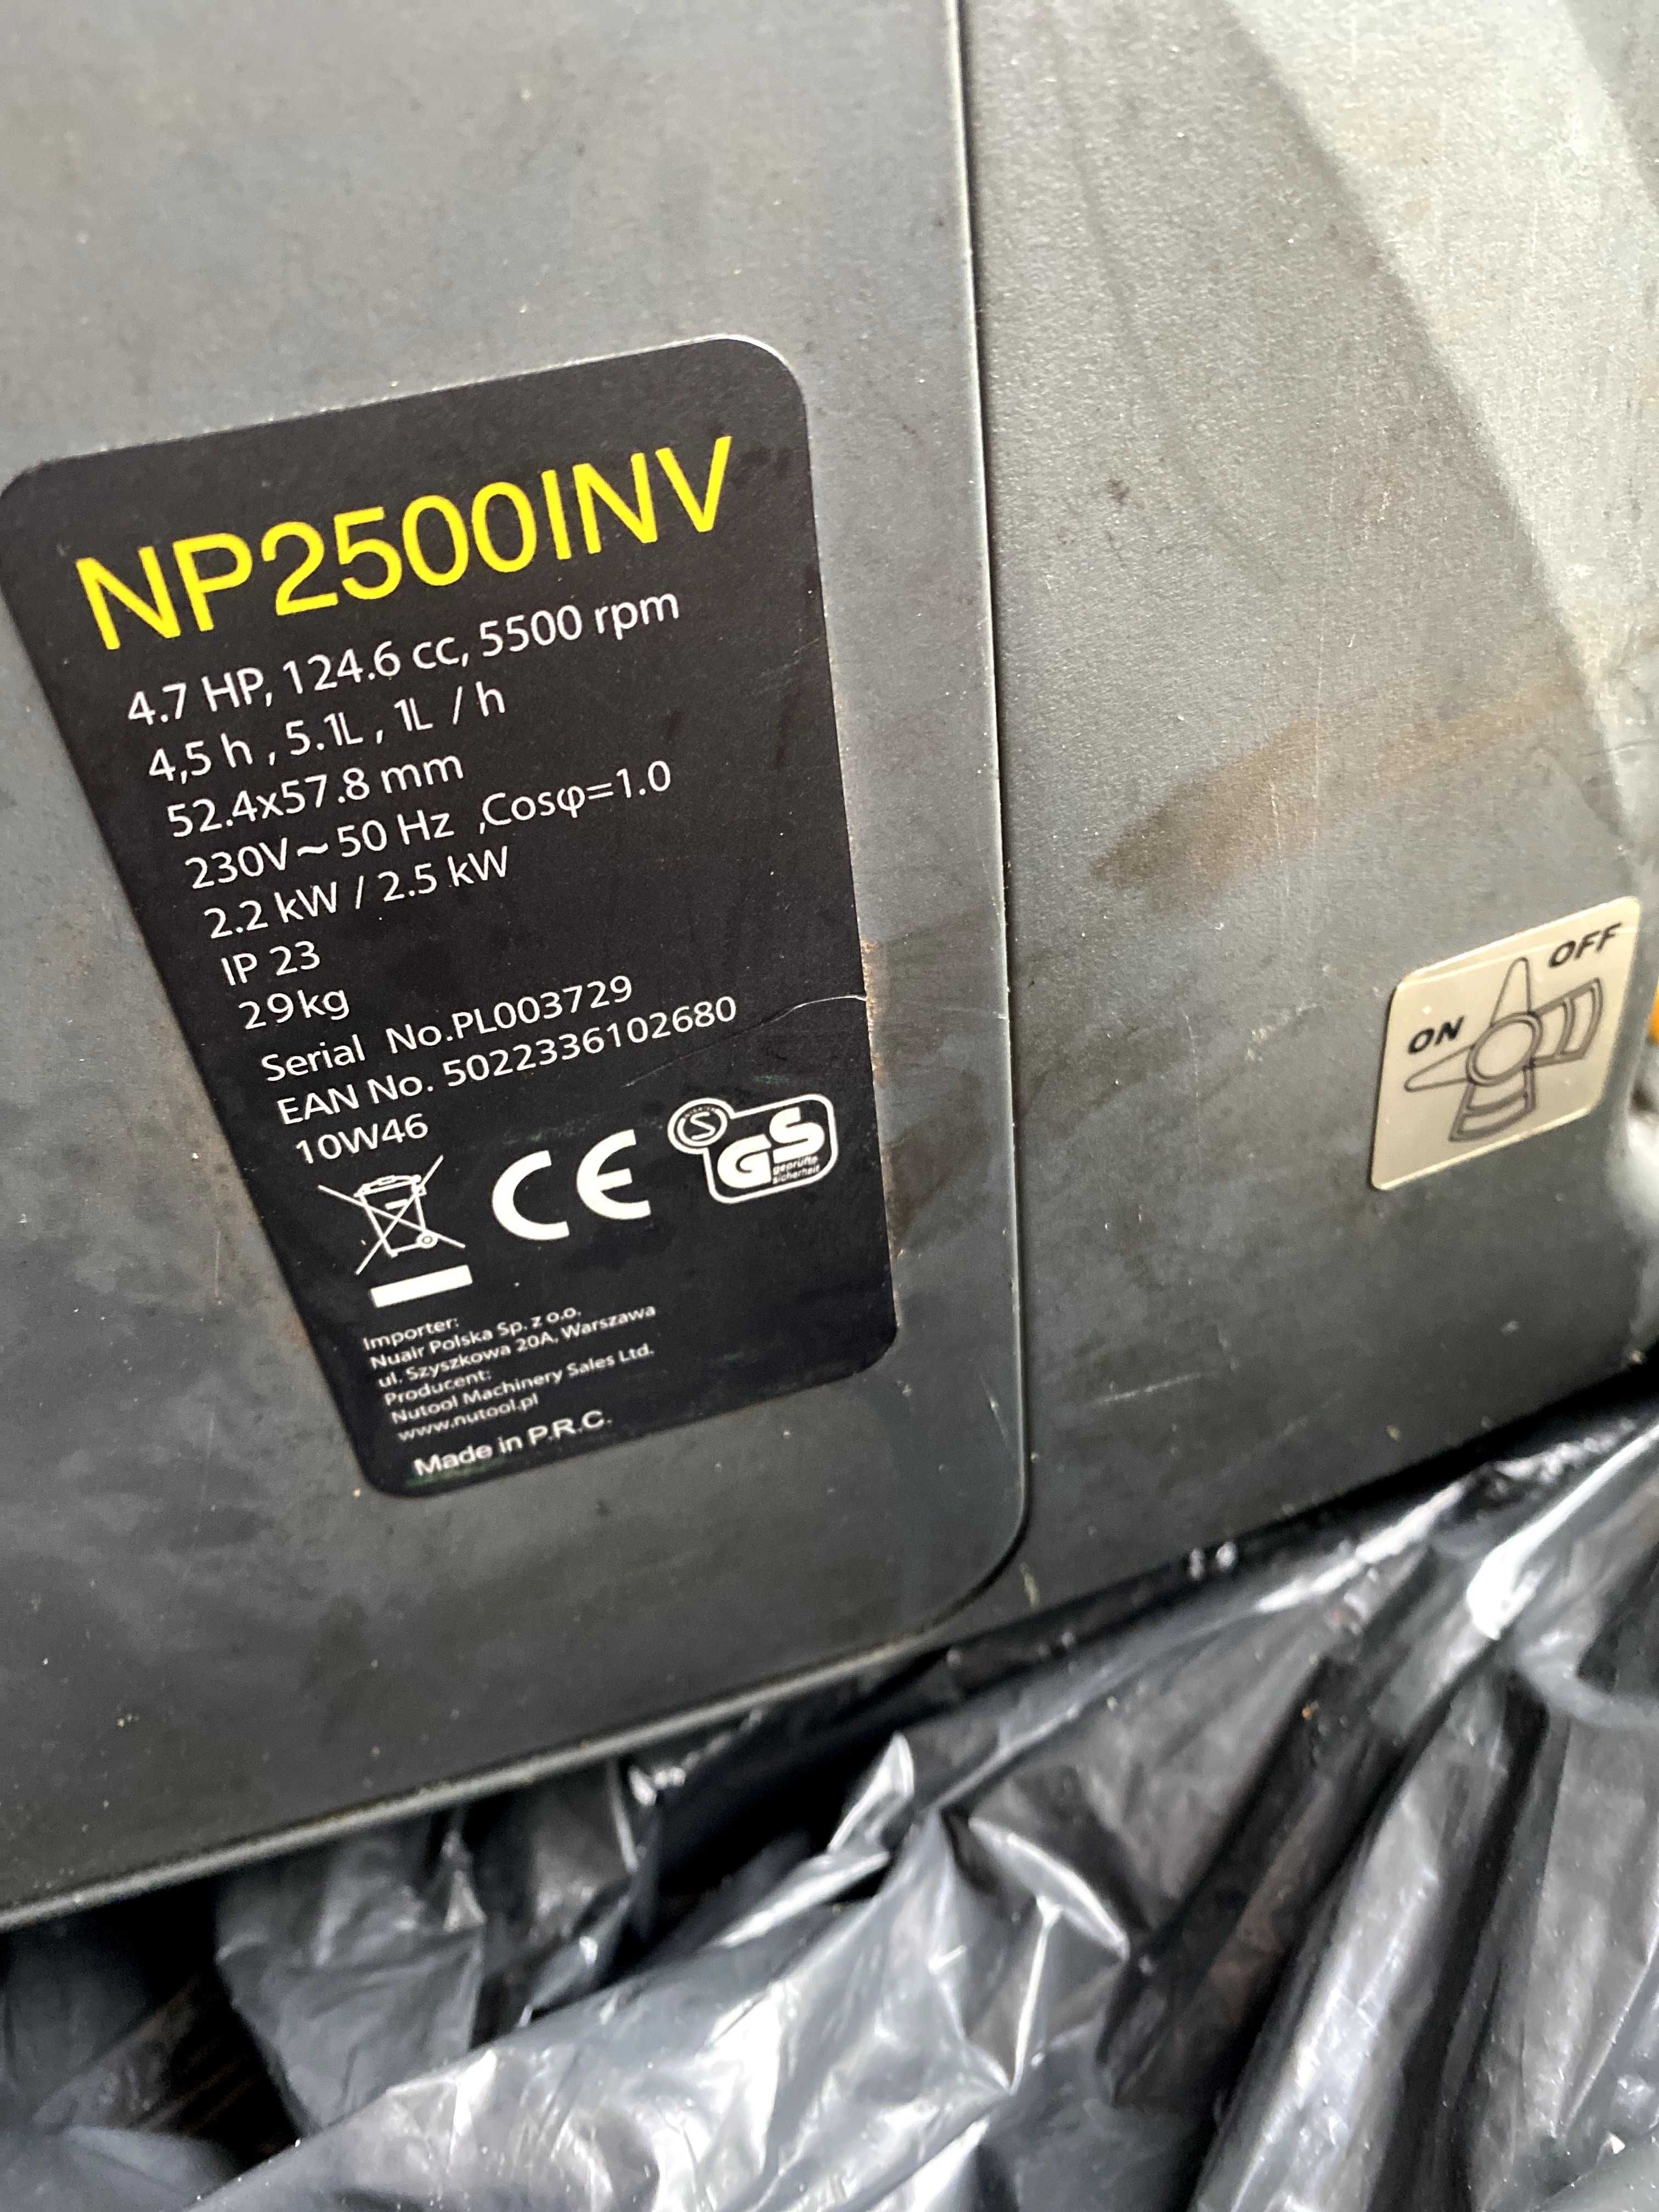 NP2500INV
4.7 HP, 124.6 cc, 5500 rpm
4,5 h , 5.1L , 1L / h
52.4x57.8 mm
230V~50 Hz ,Cosφ=1.0
2.2 kW / 2.5 kW
IP 23
29kg
Serial No.PL003729
EAN No. 5022336102680
10W46
CE
S
GS
geprüfte
sicherheit
Importer:
Nuair Polska Sp. z o.o.
ul. Szyszkowa 20A, Warszawa
Producent:
Nutool Machinery Sales Ltd.
www.nutool.pl
Made in P.R.C.
OFF
ON